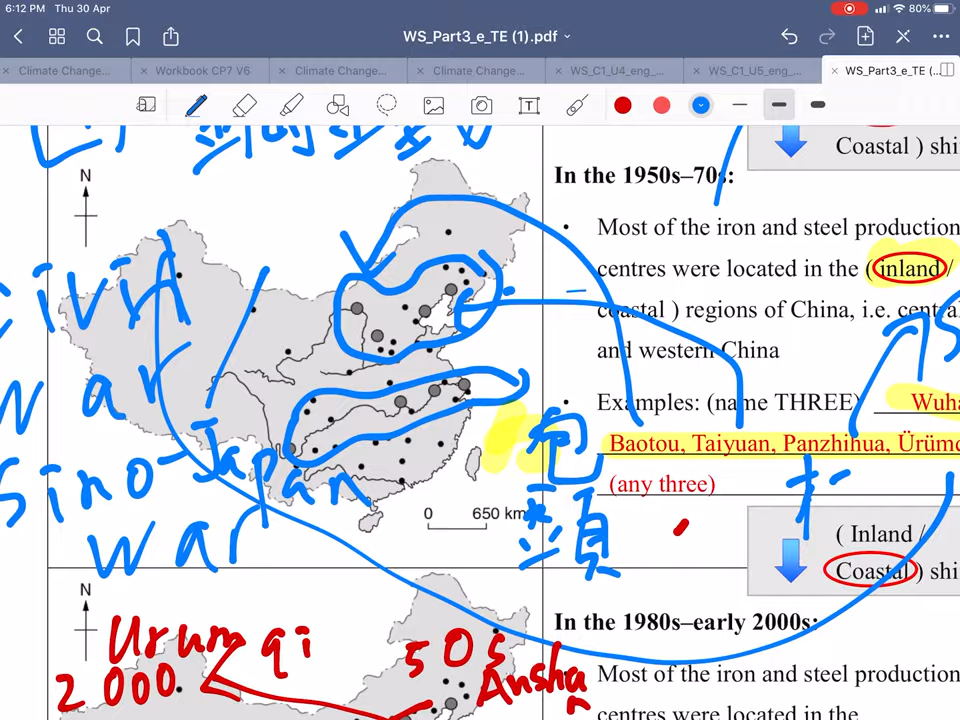 6:12 PM Thu 30 Apr
80%
WS_Part3_e_TE (1).pdf
Climate Change...
Workbook CP7 V6
Climate Change...
Climate Change...
WS_C1_U4_eng_...
WS_C1_U5_eng_...
WS_Part3_e_TE (...
T
Coastal ) shi
N
In the 1950s–70s:
• Most of the iron and steel production
centres were located in the ( inland /
coastal ) regions of China, i.e. centra
and western China
• Examples: (name THREE) Wuha
Baotou, Taiyuan, Panzhihua, Ürümq
(any three)
Civil
War /
Sino-Japan
War
包
頭
0 650 km
( Inland /
Coastal ) shi
N
In the 1980s–early 2000s:
• Most of the iron and steel production
centres were located in the
Urumqi
2000
50s
Ansha